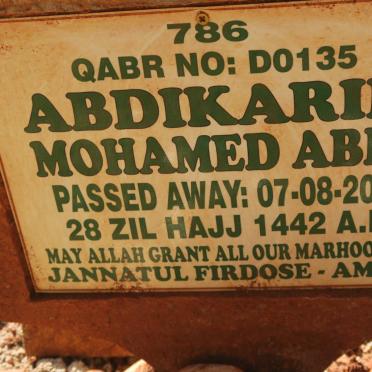 786
QABR NO: D0135
ABDIKARI
MOHAMED AB
PASSED AWAY: 07-08-20
28 ZIL HAJJ 1442 A.
MAY ALLAH GRANT ALL OUR MARHOO
JANNATUL FIRDOSE - AM